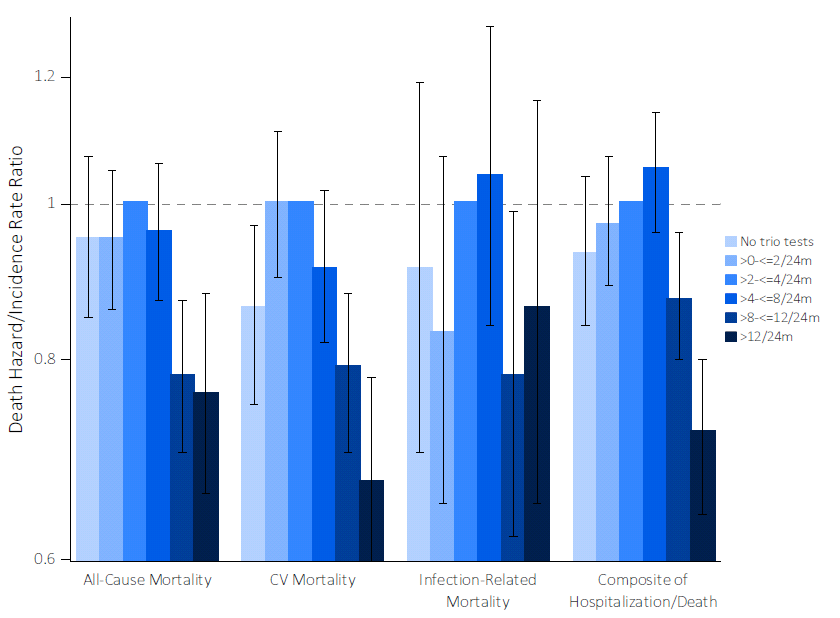 Death Hazard/Incidence Rate Ratio
1.2
1
0.8
0.6
All-Cause Mortality
CV Mortality
Infection-Related
Mortality
Composite of
Hospitalization/Death
No trio tests
>0-<=2/24m
>2-<=4/24m
>4-<=8/24m
>8-<=12/24m
>12/24m